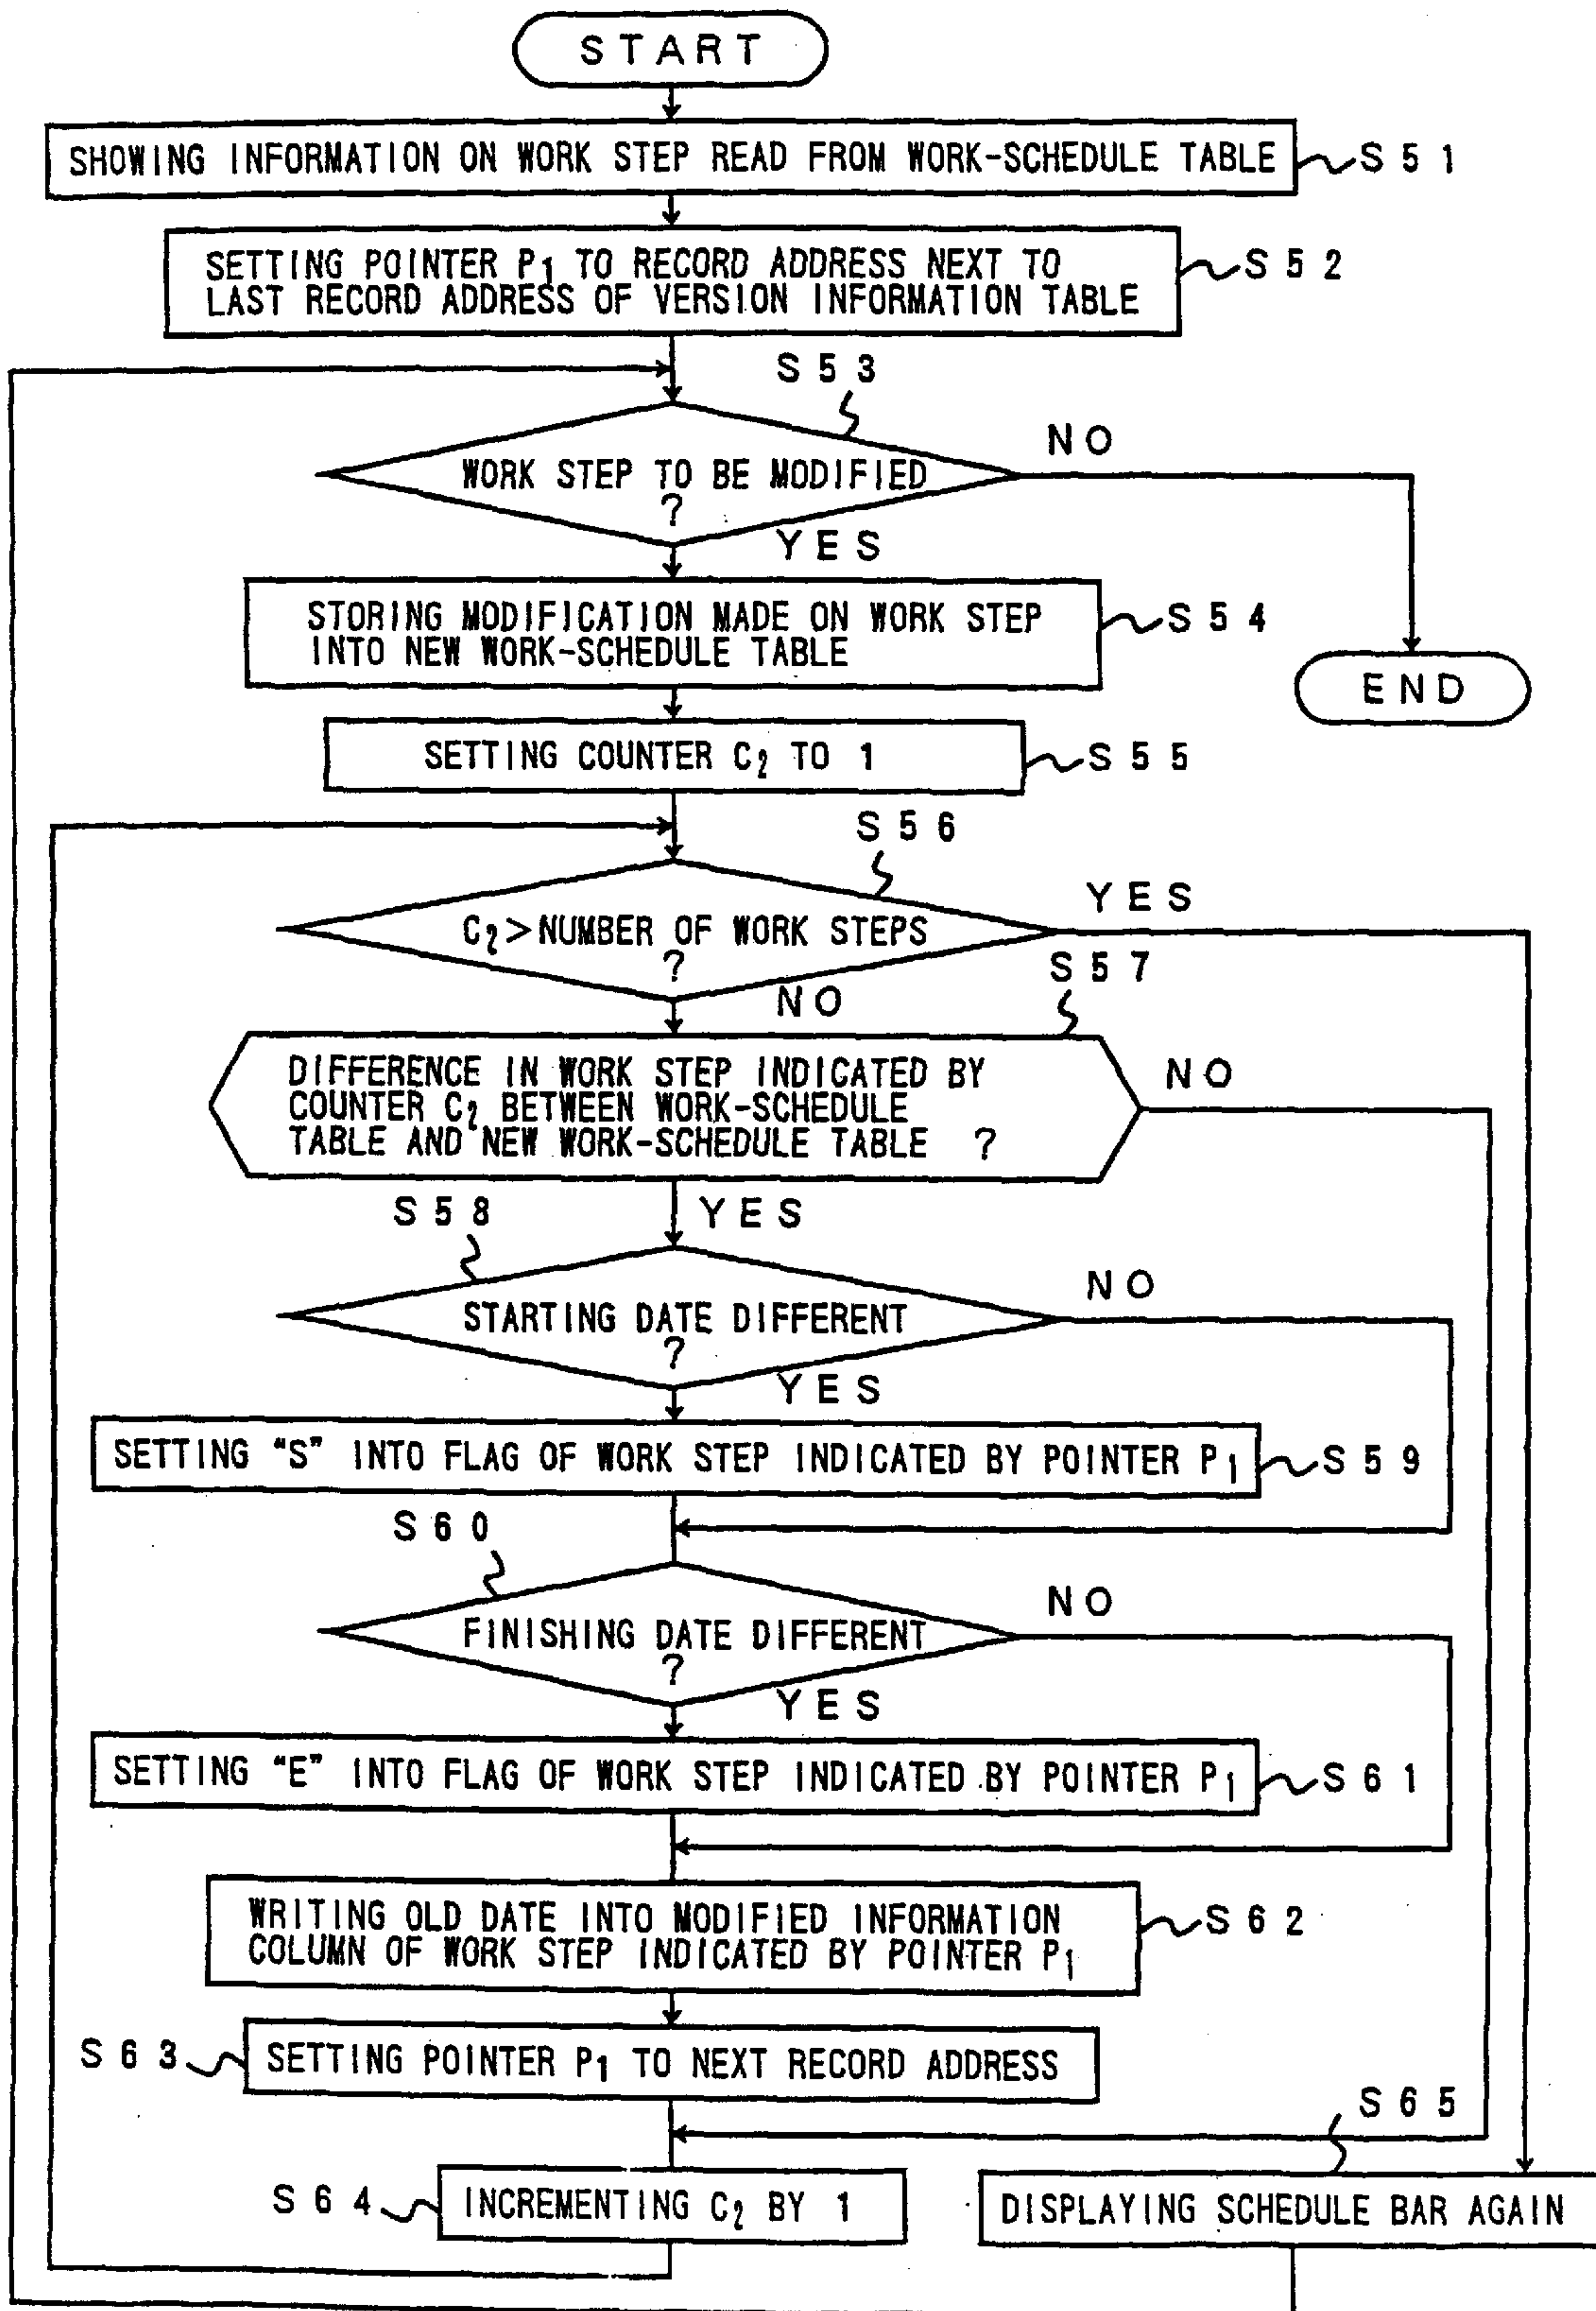 START
SHOWING INFORMATION ON WORK STEP READ FROM WORK-SCHEDULE TABLE
S51
SETTING POINTER P1 TO RECORD ADDRESS NEXT TO
LAST RECORD ADDRESS OF VERSION INFORMATION TABLE
S52
S53
WORK STEP TO BE MODIFIED
?
NO
YES
STORING MODIFICATION MADE ON WORK STEP
INTO NEW WORK-SCHEDULE TABLE
S54
END
SETTING COUNTER C2 TO 1
S55
S56
C2>NUMBER OF WORK STEPS
?
YES
NO
S57
DIFFERENCE IN WORK STEP INDICATED BY
COUNTER C2 BETWEEN WORK-SCHEDULE
TABLE AND NEW WORK-SCHEDULE TABLE ?
NO
YES
S58
STARTING DATE DIFFERENT
?
NO
YES
SETTING “S” INTO FLAG OF WORK STEP INDICATED BY POINTER P1
S59
S60
FINISHING DATE DIFFERENT
?
NO
YES
SETTING “E” INTO FLAG OF WORK STEP INDICATED BY POINTER P1
S61
WRITING OLD DATE INTO MODIFIED INFORMATION
COLUMN OF WORK STEP INDICATED BY POINTER P1
S62
S63
SETTING POINTER P1 TO NEXT RECORD ADDRESS
S65
S64
INCREMENTING C2 BY 1
DISPLAYING SCHEDULE BAR AGAIN